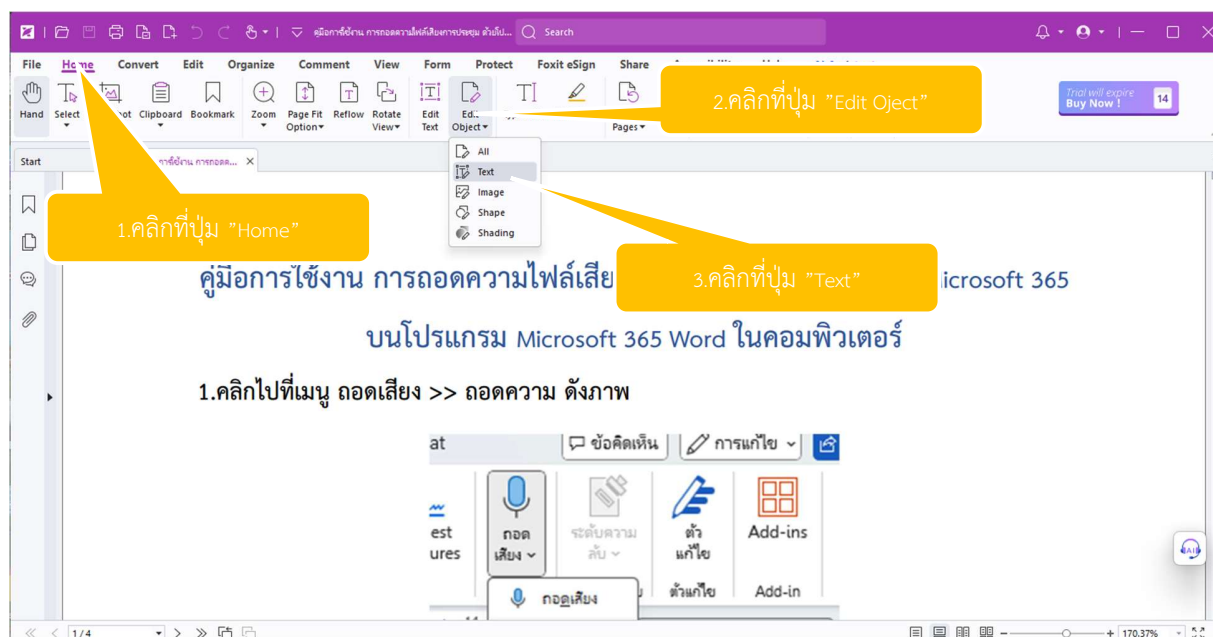 คู่มือการใช้งาน การถอดความไฟล์เสียงการประชุม ด้วยโป... Search
File Home Convert Edit Organize Comment View Form Protect Foxit eSign Share
Hand Select Clipboard Bookmark Zoom Page Fit Option Reflow Rotate View Edit Text Edit Object Pages
2.คลิกที่ปุ่ม "Edit Oject"
Trial will expire
Buy Now ! 14
Start การถอด...
All
Text
Image
Shape
Shading
1.คลิกที่ปุ่ม "Home"
3.คลิกที่ปุ่ม "Text"
คู่มือการใช้งาน การถอดความไฟล์เสีย icrosoft 365
บนโปรแกรม Microsoft 365 Word ในคอมพิวเตอร์
1.คลิกไปที่เมนู ถอดเสียง >> ถอดความ ดังภาพ
at ข้อคิดเห็น การแก้ไข
est ถอด ระดับความ ตัว Add-ins
ures เสียง ลับ แก้ไข
ตัวแก้ไข Add-in
ถอดเสียง
1/4 170.37%